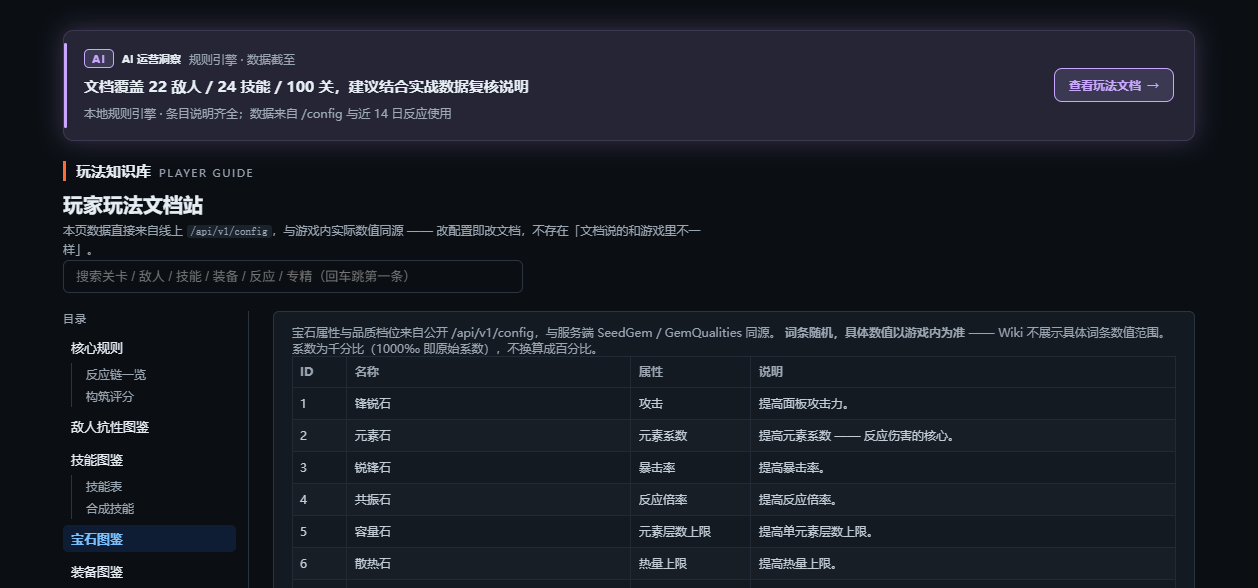 AI AI 运营洞察 规则引擎 · 数据截至
文档覆盖 22 敌人 / 24 技能 / 100 关，建议结合实战数据复核说明
本地规则引擎 · 条目说明齐全；数据来自 /config 与近 14 日反应使用
查看玩法文档 →
玩法知识库 PLAYER GUIDE
玩家玩法文档站
本页数据直接来自线上 /api/v1/config，与游戏内实际数值同源 —— 改配置即改文档，不存在「文档说的和游戏里不一
样」。
搜索关卡 / 敌人 / 技能 / 装备 / 反应 / 专精（回车跳第一条）
目录
核心规则
反应链一览
构筑评分
敌人抗性图鉴
技能图鉴
技能表
合成技能
宝石图鉴
装备图鉴
宝石属性与品质档位来自公开 /api/v1/config，与服务端 SeedGem / GemQualities 同源。 词条随机，具体数值以游戏内为准 —— Wiki 不展示具体词条数值范围。
系数为千分比（1000‰ 即原始系数），不换算成百分比。
ID 名称 属性 说明
1 锋锐石 攻击 提高面板攻击力。
2 元素石 元素系数 提高元素系数 —— 反应伤害的核心。
3 锐锋石 暴击率 提高暴击率。
4 共振石 反应倍率 提高反应倍率。
5 容量石 元素层数上限 提高单元素层数上限。
6 散热石 热量上限 提高热量上限。